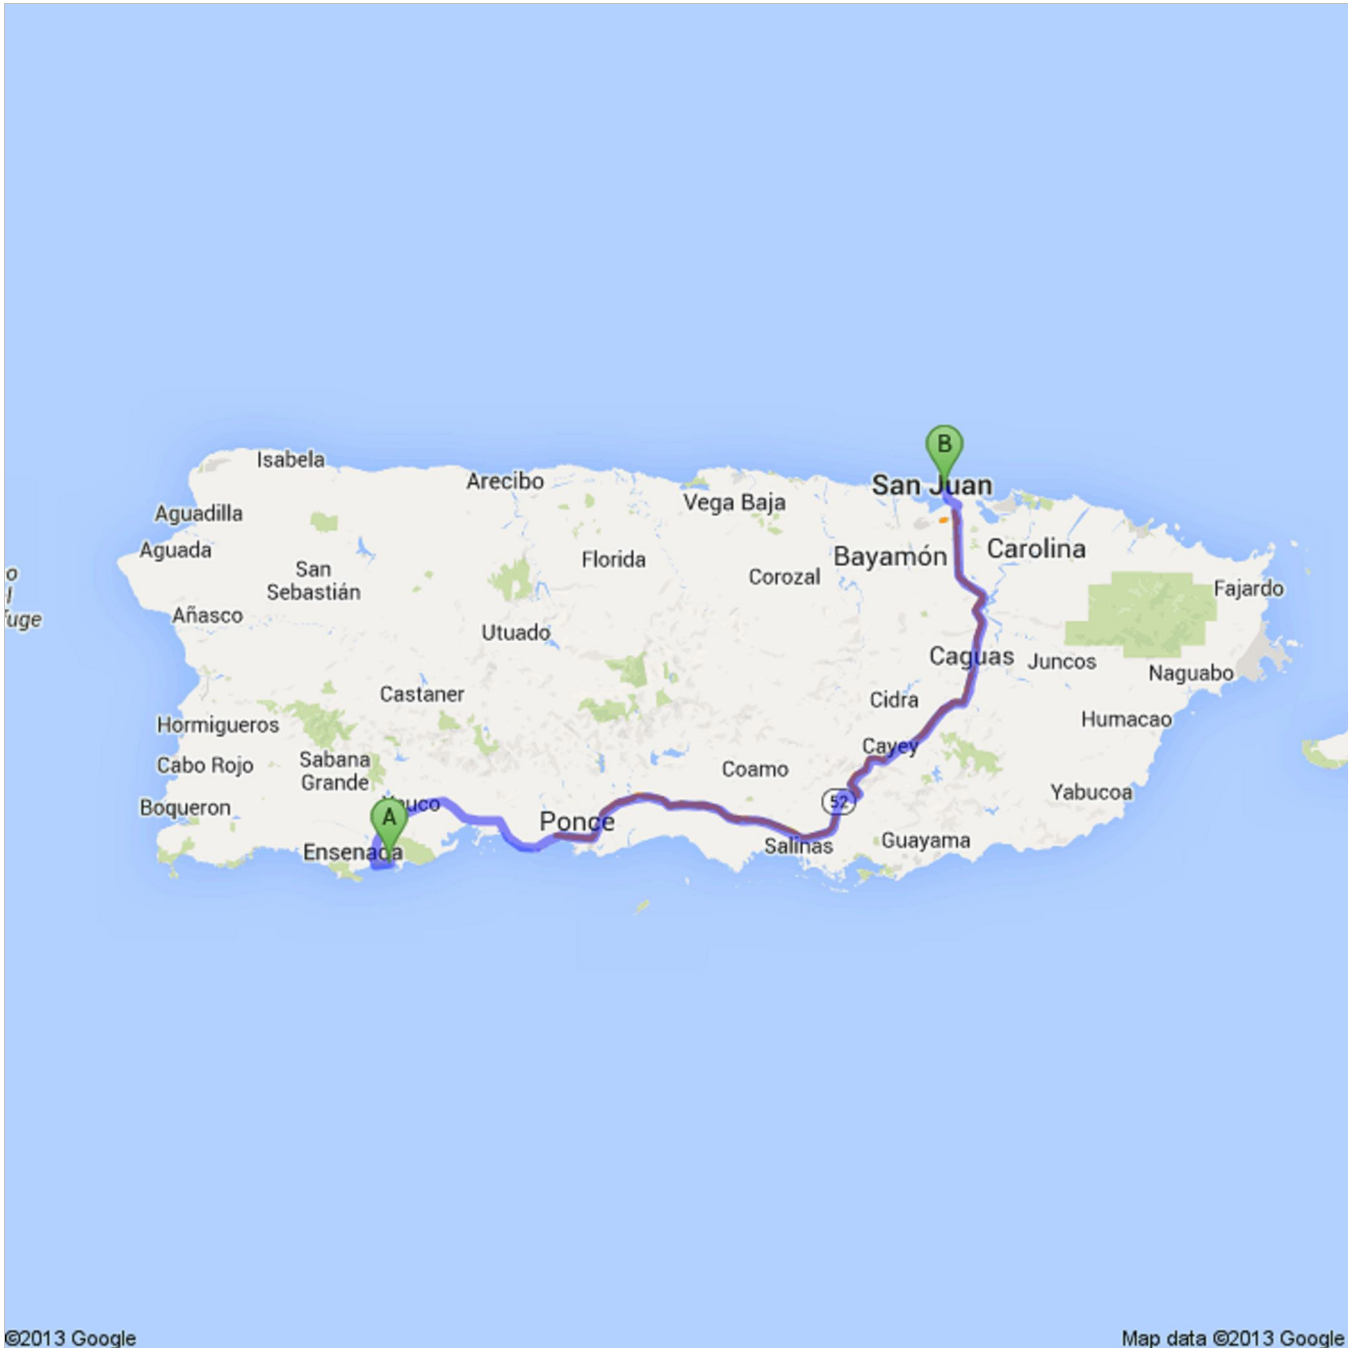 B
Isabela
Arecibo
San Juan
Vega Baja
Aguadilla
Aguada
Carolina
Bayamón
Florida
San
Sebastián
Corozal
Fajardo
Añasco
uge
Utuado
Caguas
Juncos
Naguabo
Castaner
Cidra
Hormigueros
Humacao
Cayey
Sabana
Grande
Cabo Rojo
Coamo
Yabucoa
Boqueron
A
52
Ponce
Guayama
Salinas
Ensenada
©2013 Google
Map data ©2013 Google